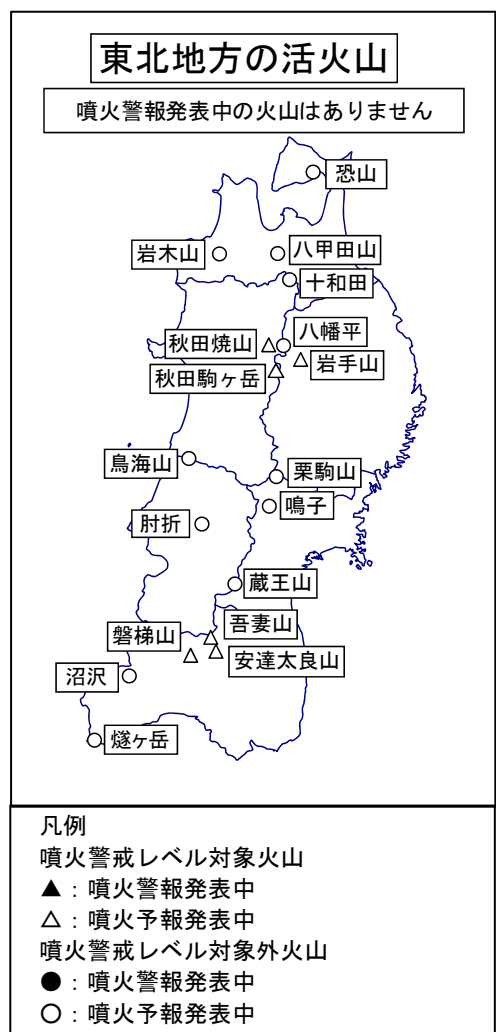 東北地方の活火山
噴火警報発表中の火山はありません
恐山
岩木山
八甲田山
十和田
秋田焼山
八幡平
岩手山
秋田駒ヶ岳
鳥海山
栗駒山
鳴子
肘折
蔵王山
吾妻山
磐梯山
安達太良山
沼沢
燧ヶ岳
凡例
噴火警戒レベル対象火山
▲：噴火警報発表中
△：噴火予報発表中
噴火警戒レベル対象外火山
●：噴火警報発表中
○：噴火予報発表中